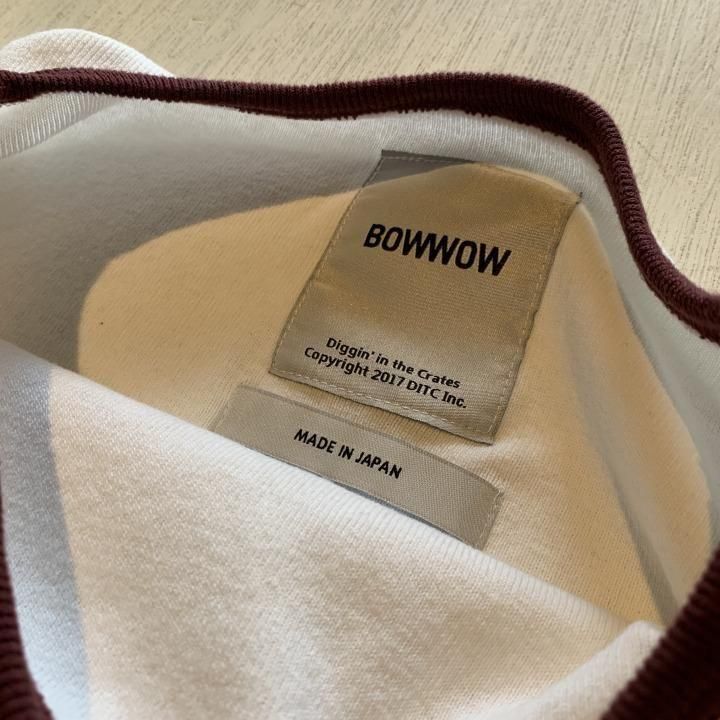 BOWWOW
Diggin' in the Crates
Copyright 2017 DITC Inc.
MADE IN JAPAN